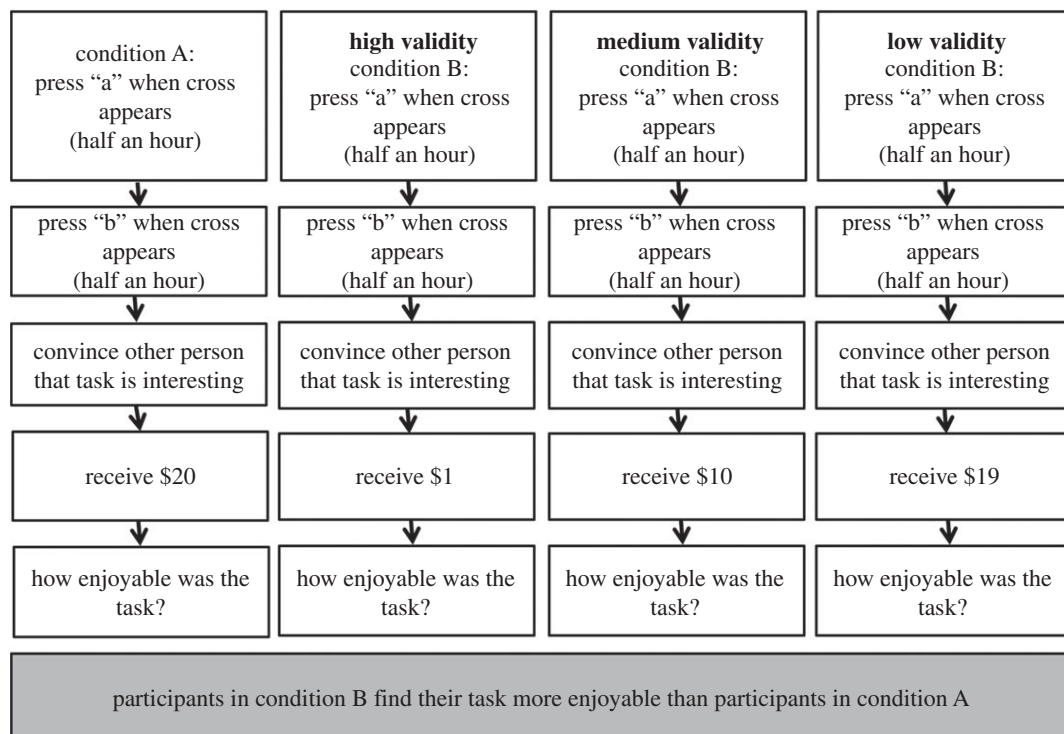 condition A:
press “a” when cross
appears
(half an hour)
press “b” when cross
appears
(half an hour)
convince other person
that task is interesting
receive $20
how enjoyable was the
task?
high validity
condition B:
press “a” when cross
appears
(half an hour)
press “b” when cross
appears
(half an hour)
convince other person
that task is interesting
receive $1
how enjoyable was the
task?
medium validity
condition B:
press “a” when cross
appears
(half an hour)
press “b” when cross
appears
(half an hour)
convince other person
that task is interesting
receive $10
how enjoyable was the
task?
low validity
condition B:
press “a” when cross
appears
(half an hour)
press “b” when cross
appears
(half an hour)
convince other person
that task is interesting
receive $19
how enjoyable was the
task?
participants in condition B find their task more enjoyable than participants in condition A